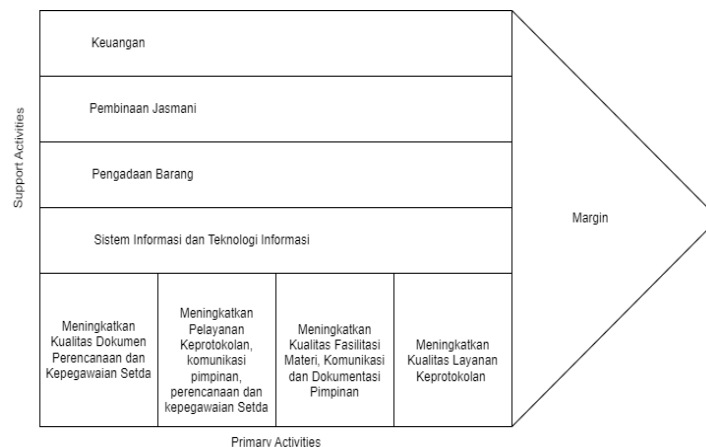 Support Activities
Keuangan
Pembinaan Jasmani
Pengadaan Barang
Sistem Informasi dan Teknologi Informasi
Margin
Meningkatkan
Kualitas Dokumen
Perencanaan dan
Kepegawaian Setda
Meningkatkan
Pelayanan
Keprotokolan,
komunikasi
pimpinan,
perencanaan dan
kepegawaian Setda
Meningkatkan
Kualitas Fasilitasi
Materi, Komunikasi
dan Dokumentasi
Pimpinan
Meningkatkan
Kualitas Layanan
Keprotokolan
Primary Activities